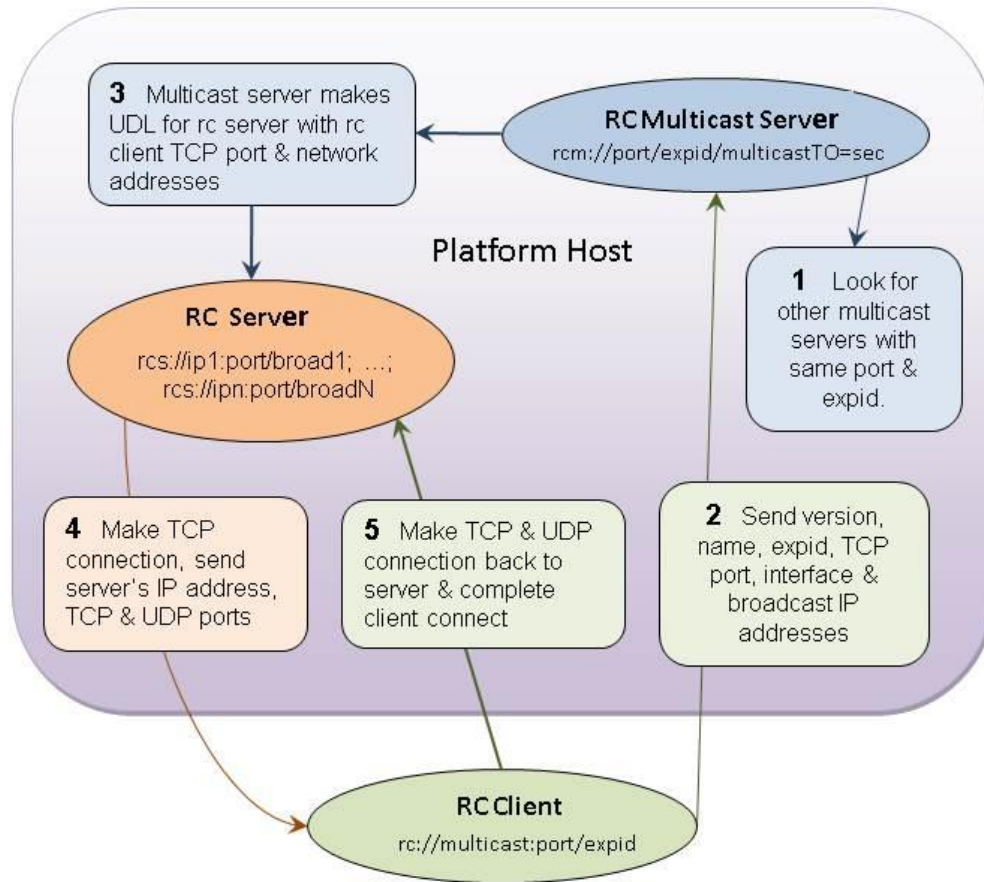 3 Multicast server makes
UDL for rc server with rc
client TCP port & network
addresses
RCMulticast Server
rcm://port/expid/multicastTO=sec
Platform Host
1 Look for
other multicast
servers with
same port &
expid.
RC Server
rcs://ip1:port/broad1; ...;
rcs://ipn:port/broadN
4 Make TCP
connection, send
server's IP address,
TCP & UDP ports
5 Make TCP & UDP
connection back to
server & complete
client connect
2 Send version,
name, expid, TCP
port, interface &
broadcast IP
addresses
RCClient
rc://multicast:port/expid